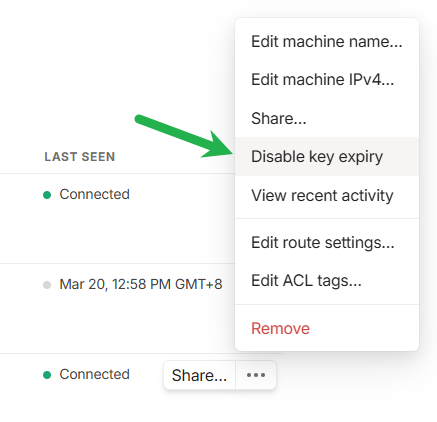 Edit machine name...
Edit machine IPv4...
Share...
Disable key expiry
View recent activity
Edit route settings...
Edit ACL tags...
Remove
LAST SEEN
Connected
Mar 20, 12:58 PM GMT+8
Connected
Share...